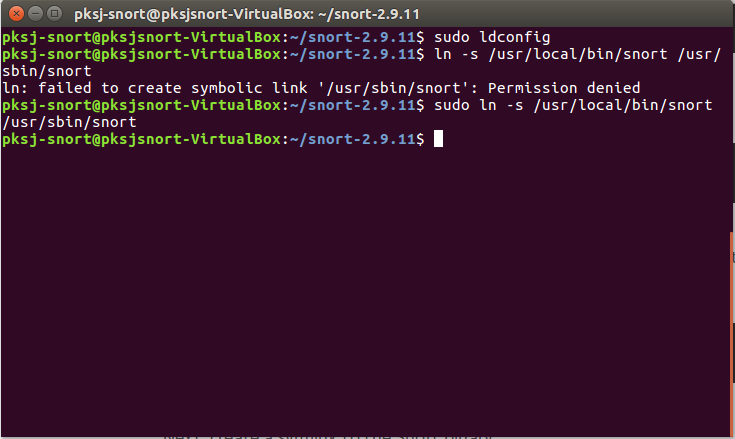 pksj-snort@pksjsnort-VirtualBox: ~/snort-2.9.11
pksj-snort@pksjsnort-VirtualBox:~/snort-2.9.11$ sudo ldconfig
pksj-snort@pksjsnort-VirtualBox:~/snort-2.9.11$ ln -s /usr/local/bin/snort /usr/
sbin/snort
ln: failed to create symbolic link '/usr/sbin/snort': Permission denied
pksj-snort@pksjsnort-VirtualBox:~/snort-2.9.11$ sudo ln -s /usr/local/bin/snort
/usr/sbin/snort
pksj-snort@pksjsnort-VirtualBox:~/snort-2.9.11$